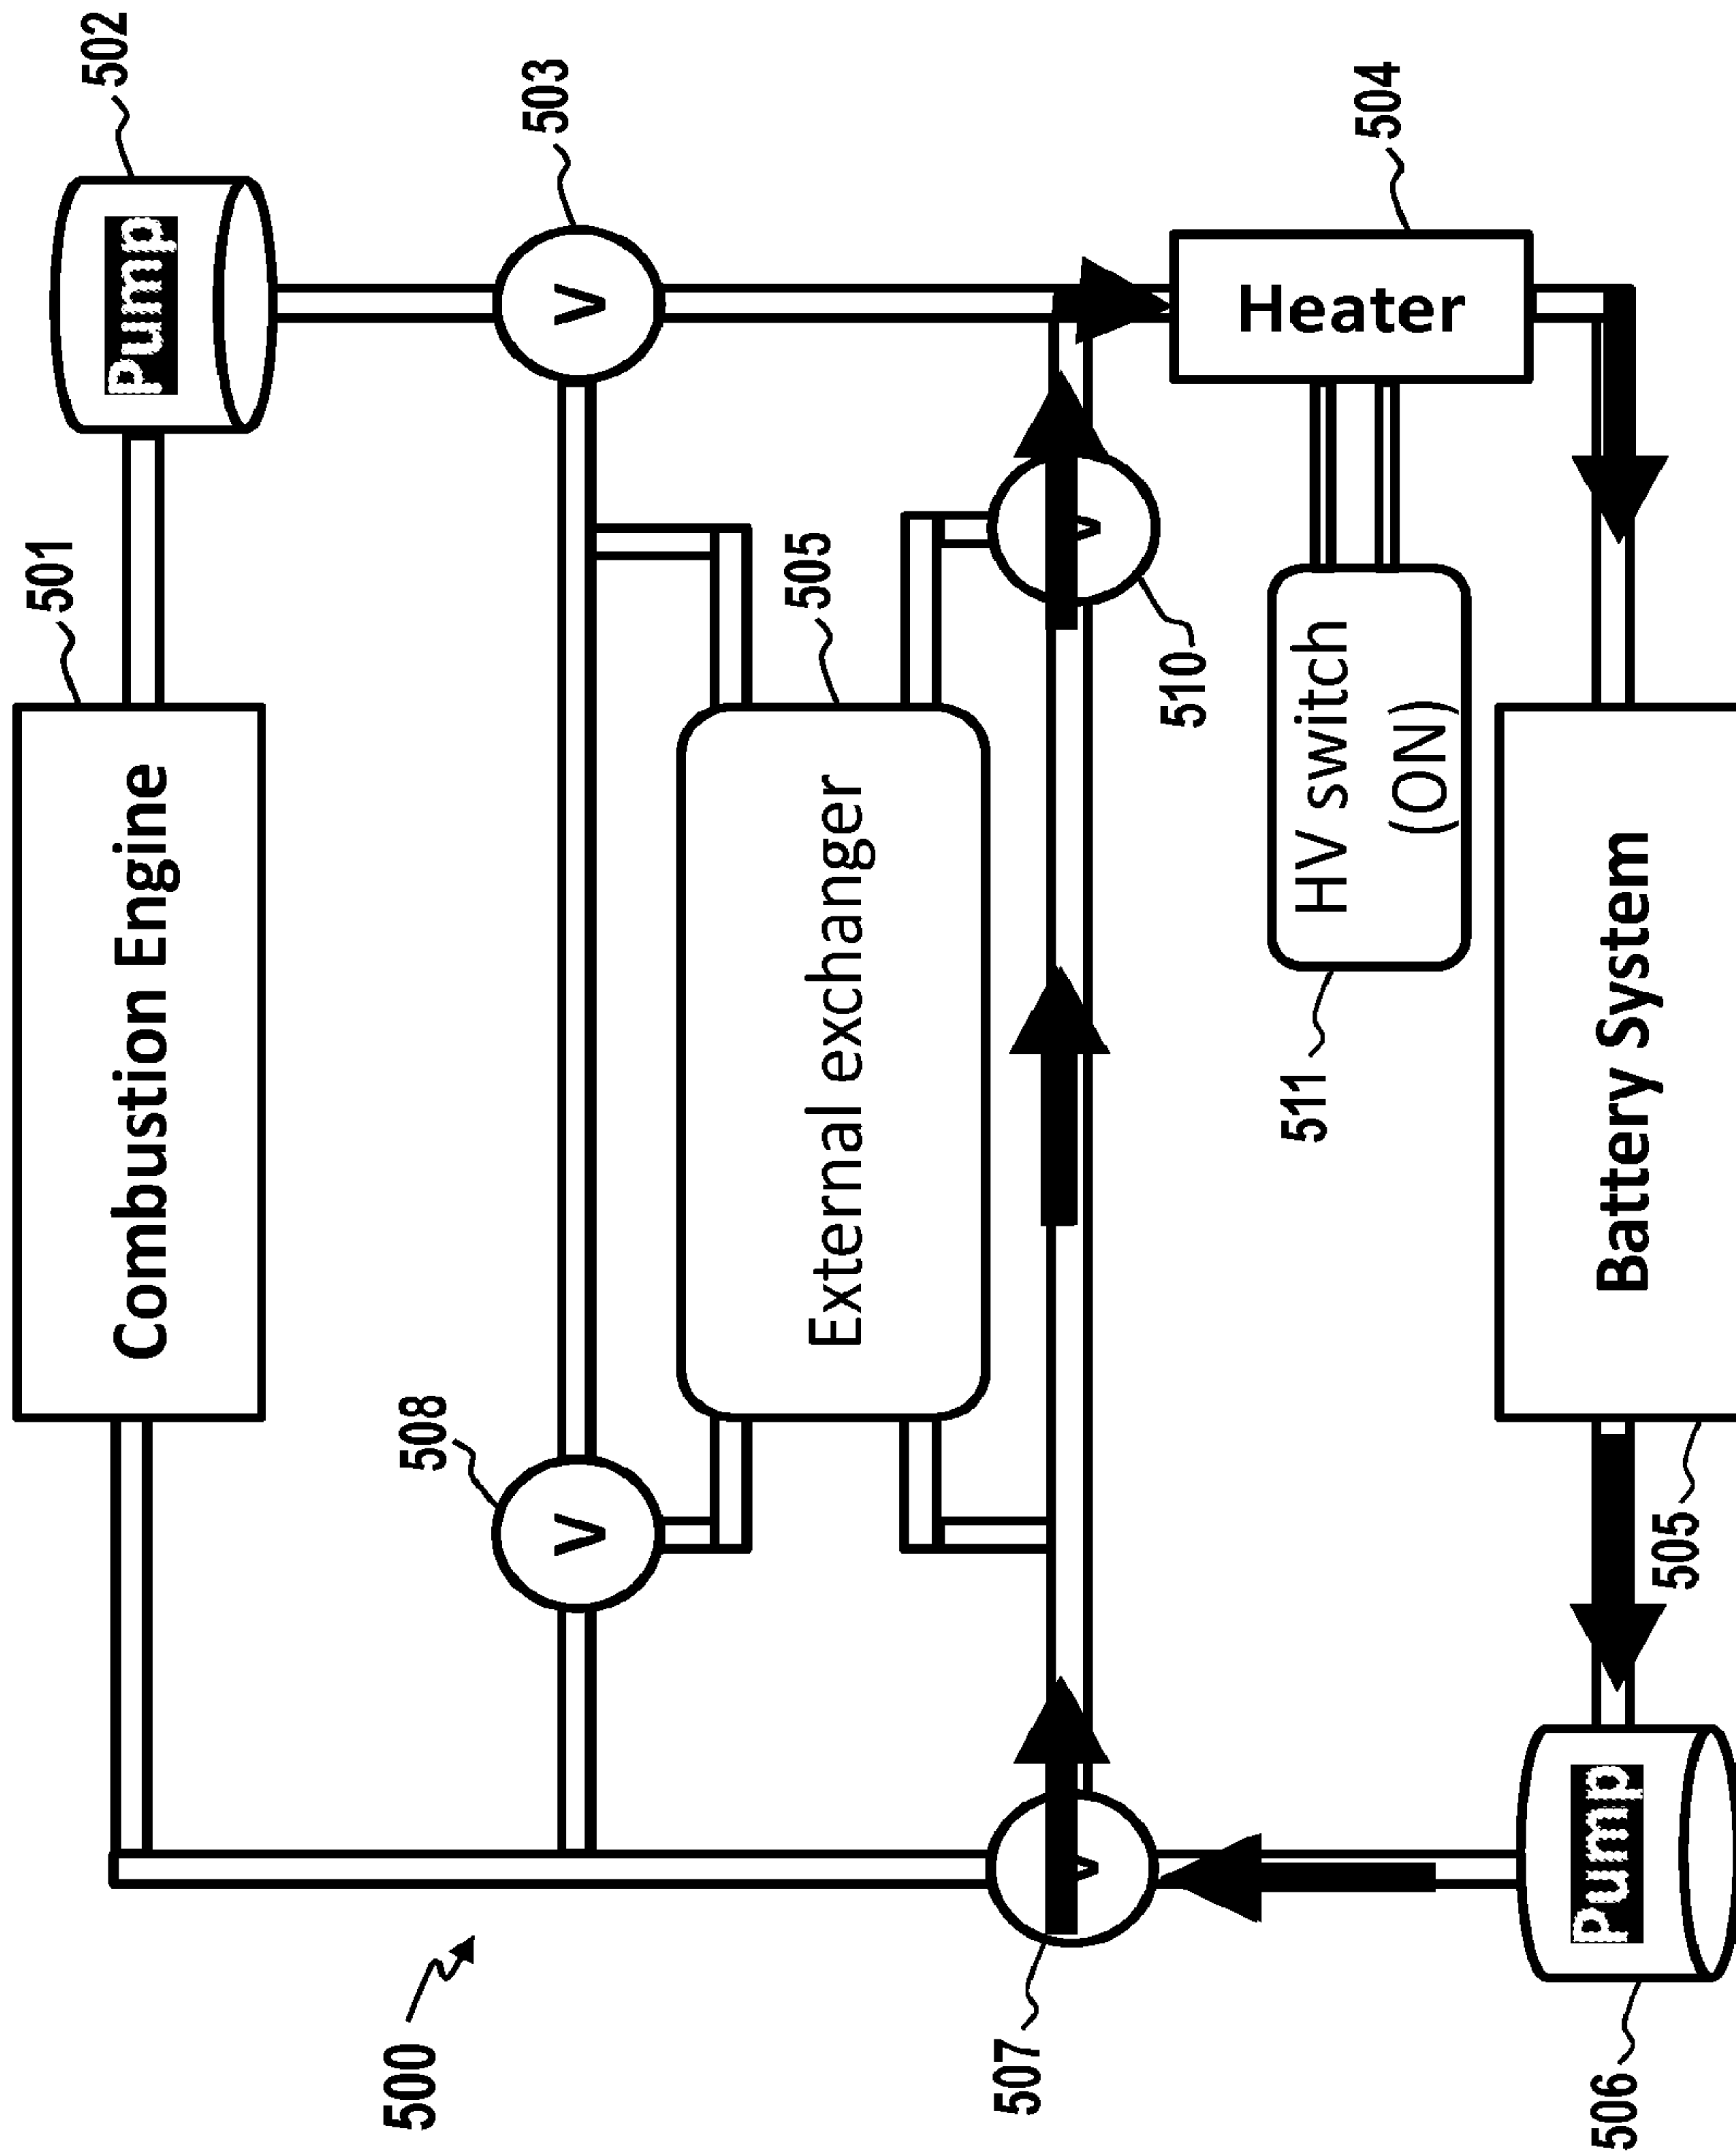 500
501
Combustion Engine
502
Pump
503
V
508
V
505
External exchanger
507
V
510
V
504
Heater
511
HV switch
(ON)
Battery System
505
506
Pump